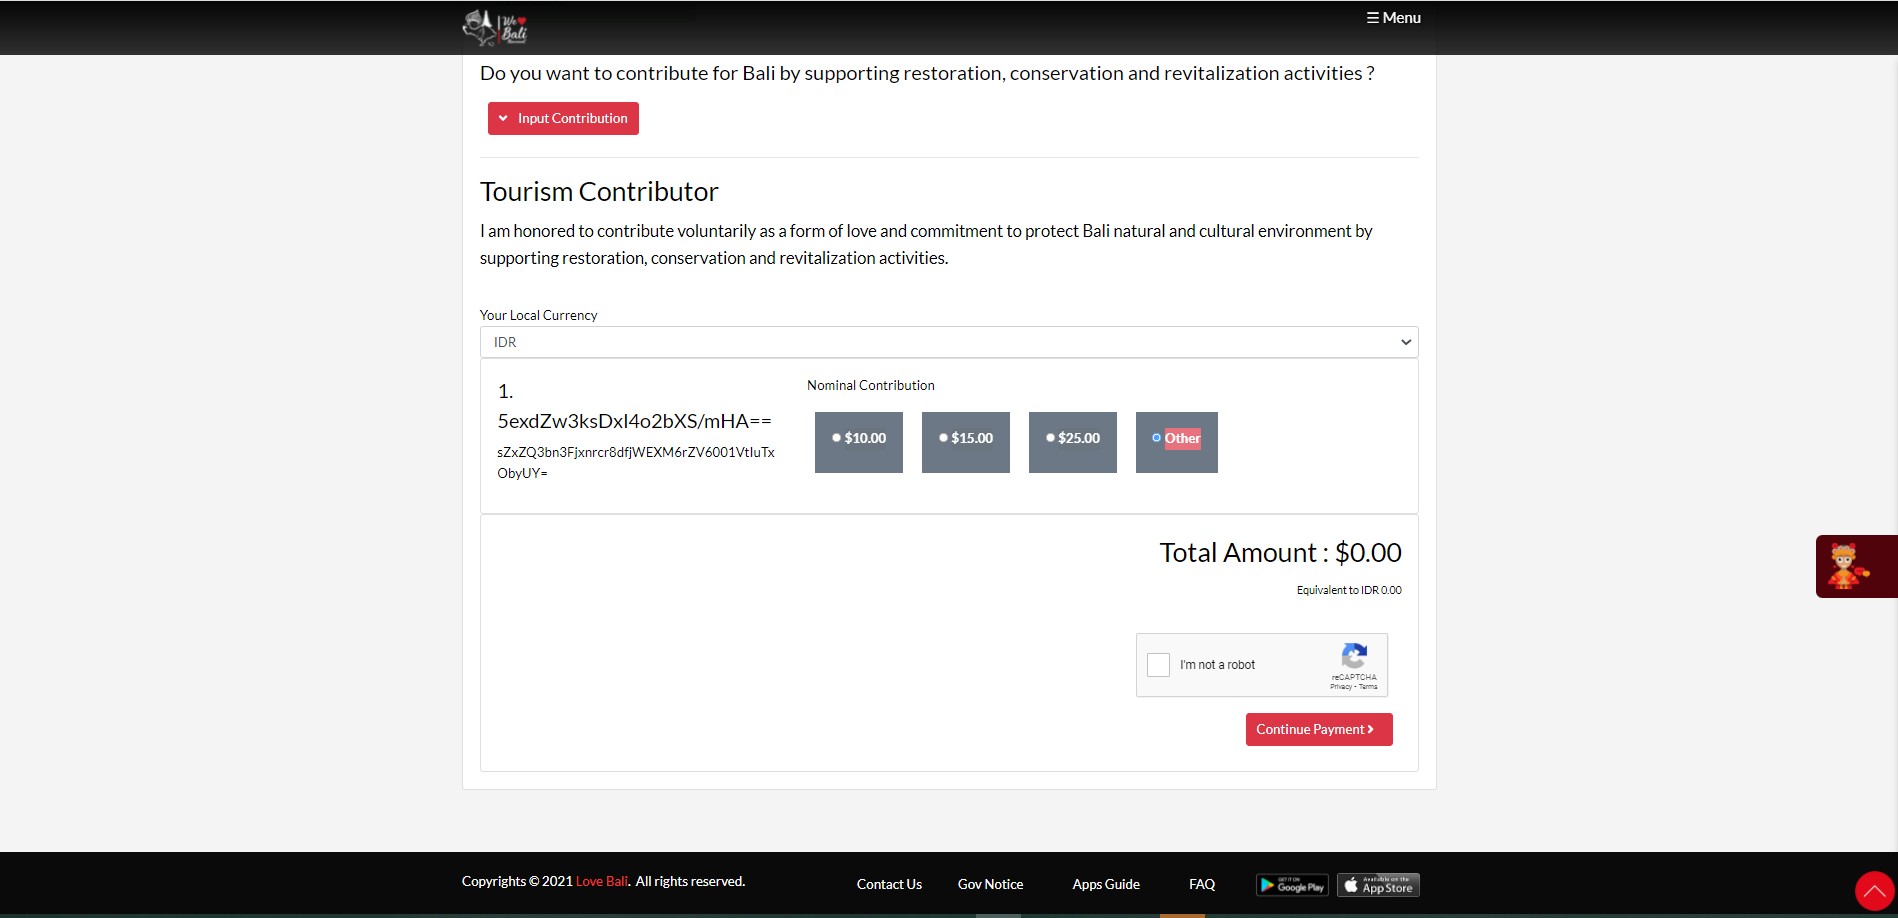 We
Bali
☰ Menu
Do you want to contribute for Bali by supporting restoration, conservation and revitalization activities ?
Input Contribution
Tourism Contributor
I am honored to contribute voluntarily as a form of love and commitment to protect Bali natural and cultural environment by
supporting restoration, conservation and revitalization activities.
Your Local Currency
IDR
1.
5exdZw3ksDxI4o2bXS/mHA==
sZxZQ3bn3Fjxnrcr8dfjWEXM6rZV6001VtIuTx
ObyUY=
Nominal Contribution
$10.00
$15.00
$25.00
Other
Total Amount : $0.00
Equivalent to IDR 0.00
I'm not a robot
reCAPTCHA
Privacy - Terms
Continue Payment
Copyrights © 2021 Love Bali. All rights reserved.
Contact Us
Gov Notice
Apps Guide
FAQ
GET IT ON
Google Play
Available on the
App Store